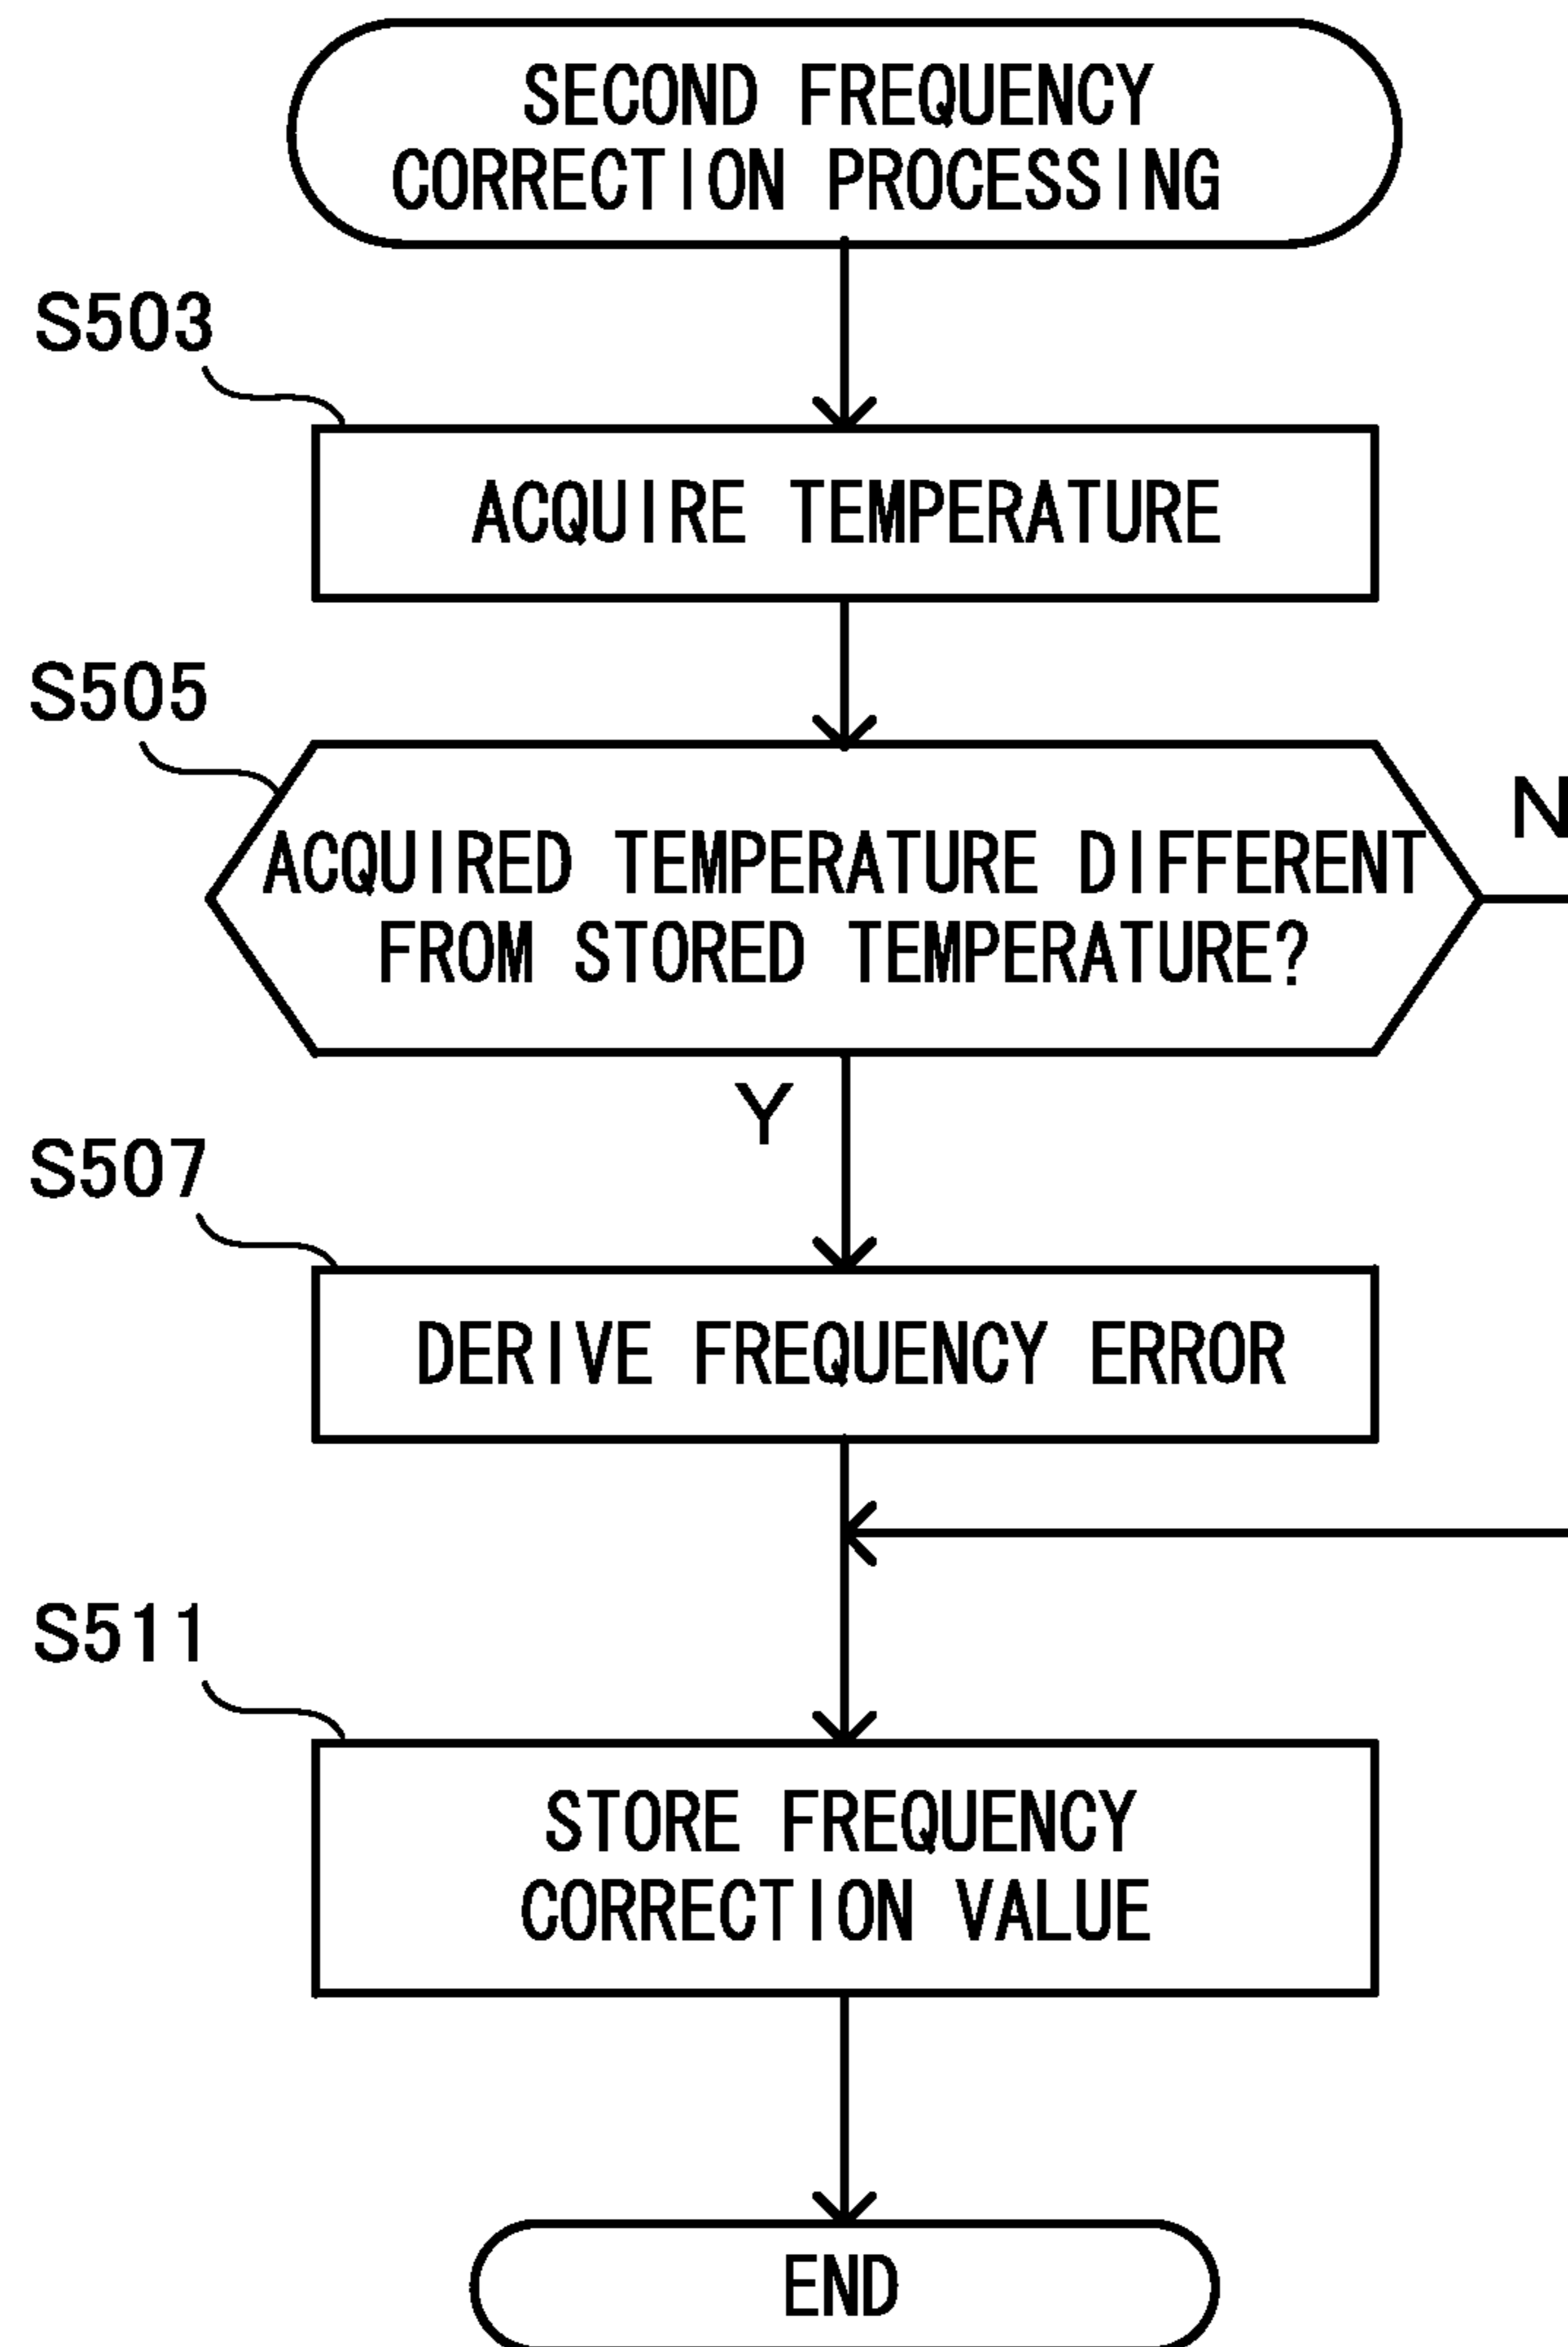 SECOND FREQUENCY
CORRECTION PROCESSING
S503
ACQUIRE TEMPERATURE
S505
N
ACQUIRED TEMPERATURE DIFFERENT
FROM STORED TEMPERATURE?
Y
S507
DERIVE FREQUENCY ERROR
S511
STORE FREQUENCY
CORRECTION VALUE
END